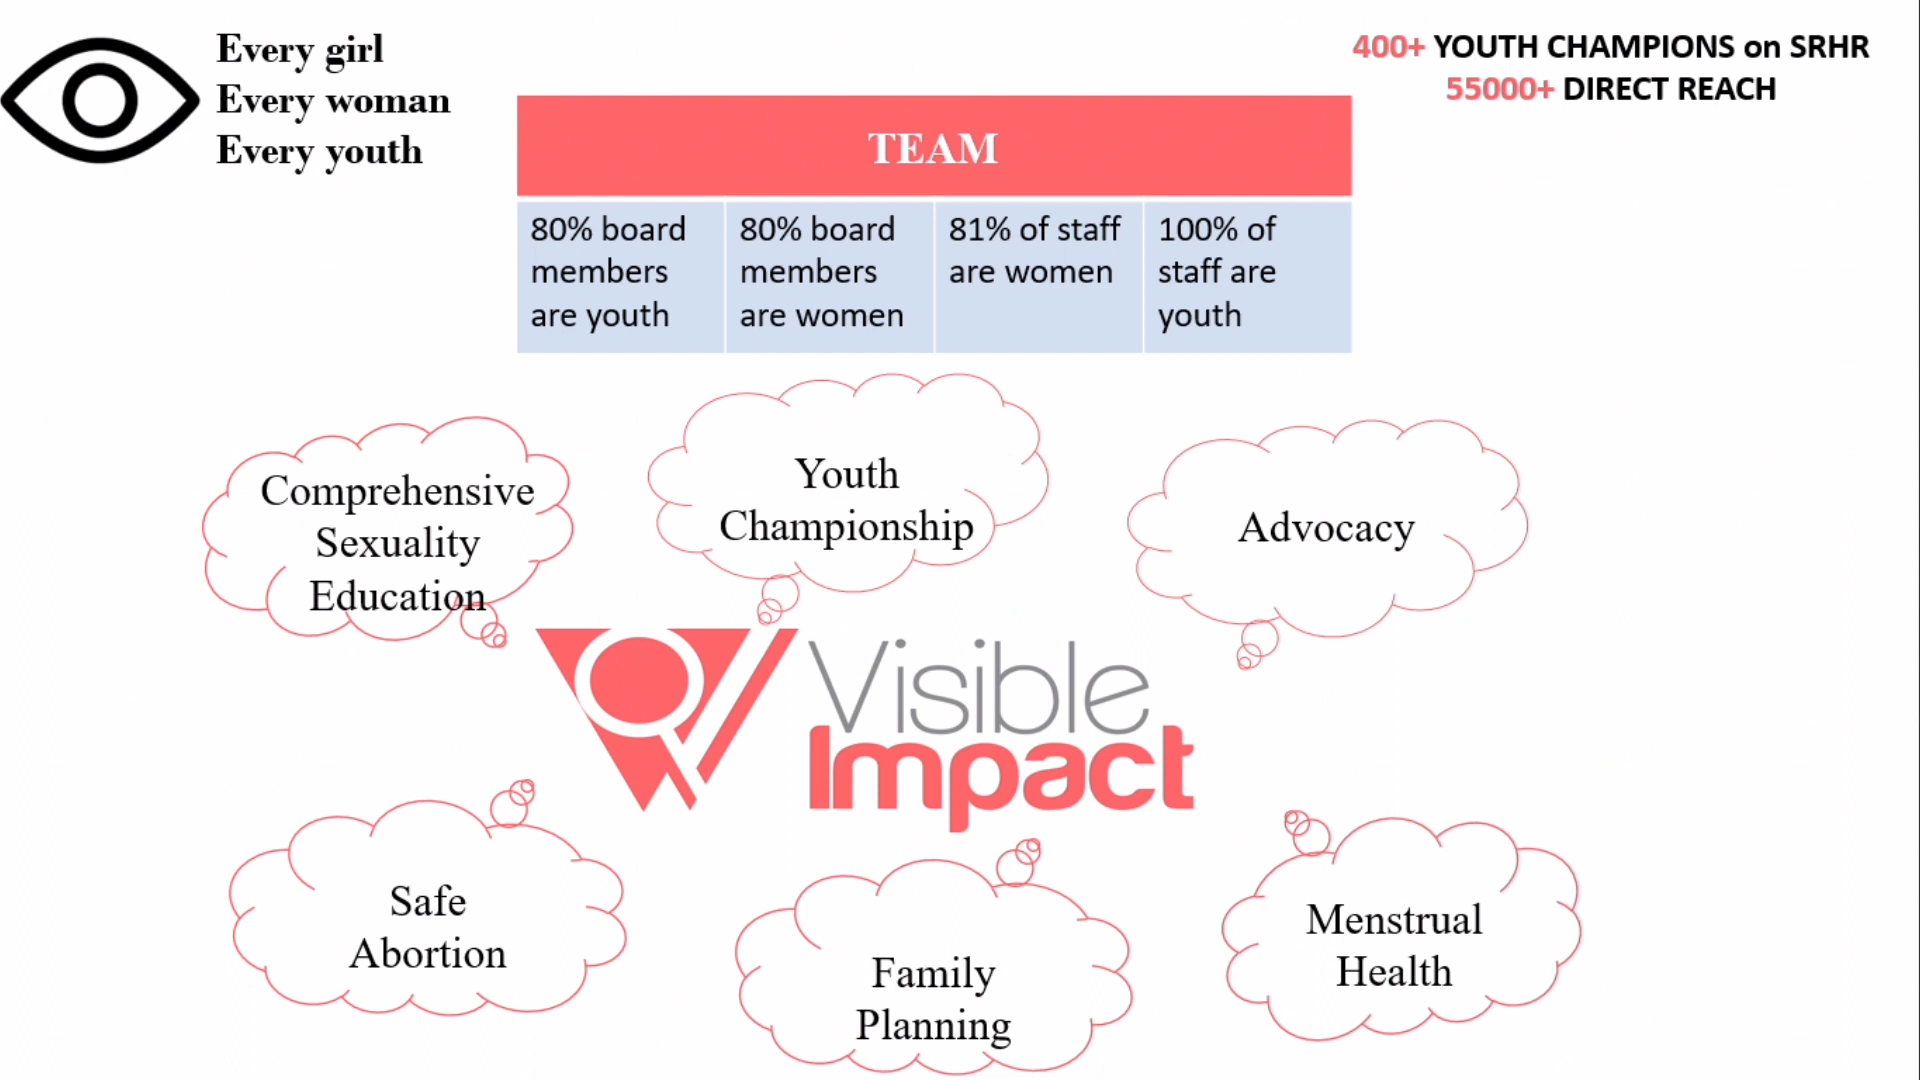 Every girl
Every woman
Every youth
400+ YOUTH CHAMPIONS on SRHR
55000+ DIRECT REACH
TEAM
80% board
members
are youth
80% board
members
are women
81% of staff
are women
100% of
staff are
youth
Comprehensive
Sexuality
Education
Youth
Championship
Advocacy
Visible
Impact
Safe
Abortion
Family
Planning
Menstrual
Health